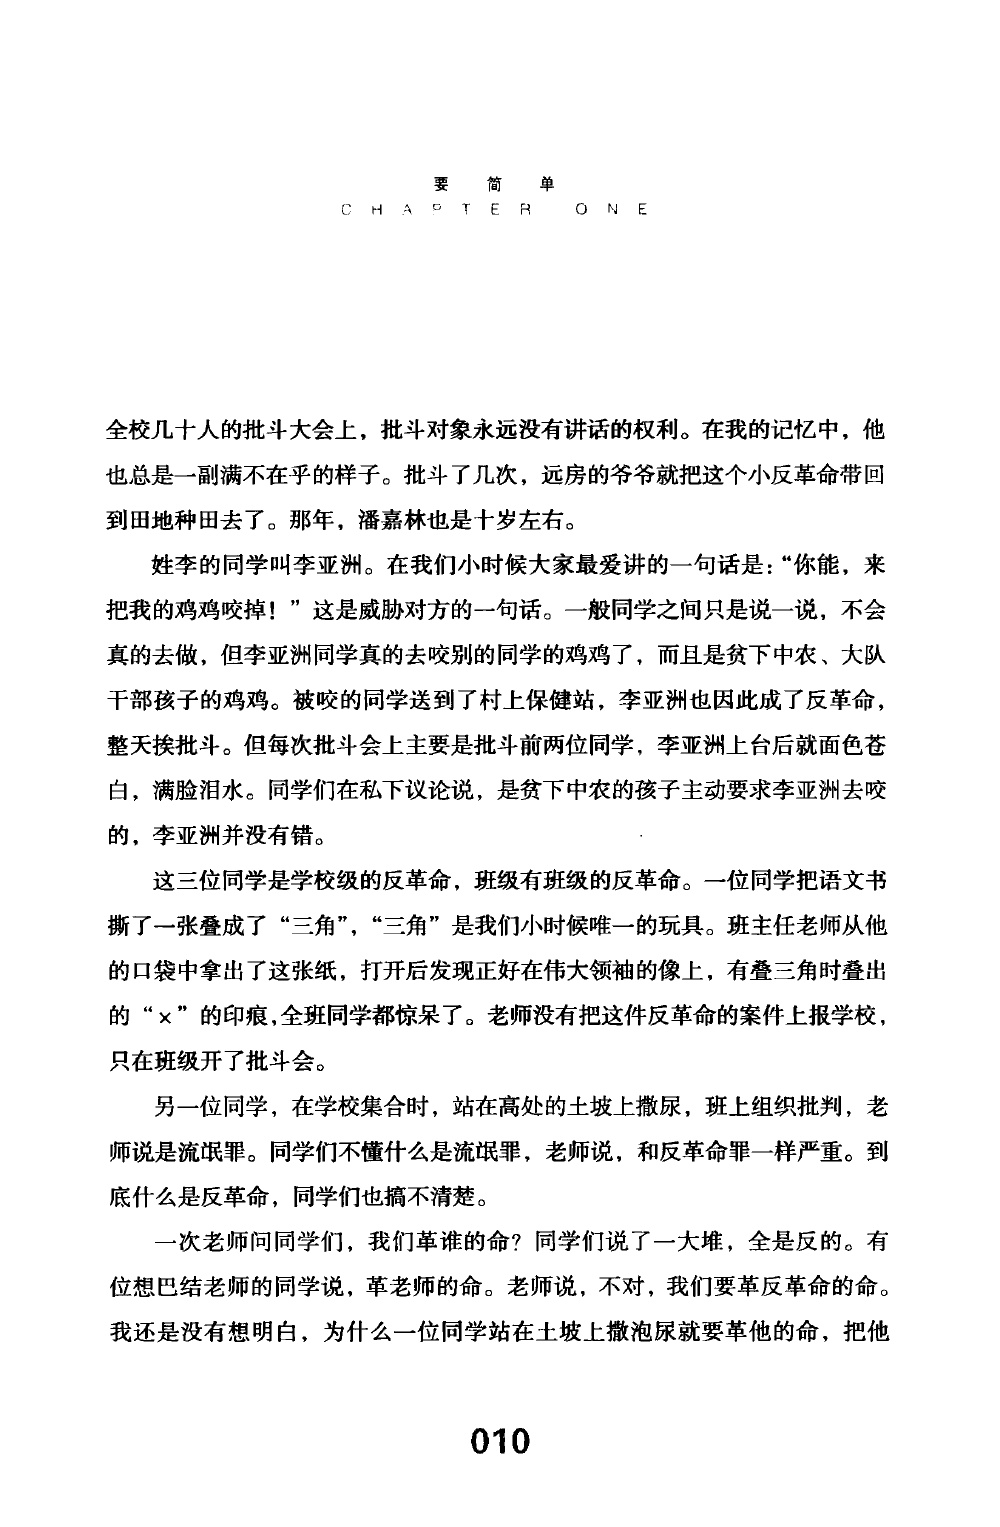 要简单
CHAPTER ONE
全校几十人的批斗大会上，批斗对象永远没有讲话的权利。在我的记忆中，他
也总是一副满不在乎的样子。批斗了几次，远房的爷爷就把这个小反革命带回
到田地种田去了。那年，潘嘉林也是十岁左右。
姓李的同学叫李亚洲。在我们小时候大家最爱讲的一句话是：“你能，来
把我的鸡鸡咬掉！”这是威胁对方的一句话。一般同学之间只是说一说，不会
真的去做，但李亚洲同学真的去咬别的同学的鸡鸡了，而且是贫下中农、大队
干部孩子的鸡鸡。被咬的同学送到了村上保健站，李亚洲也因此成了反革命，
整天挨批斗。但每次批斗会上主要是批斗前两位同学，李亚洲上台后就面色苍
白，满脸泪水。同学们在私下议论说，是贫下中农的孩子主动要求李亚洲去咬
的，李亚洲并没有错。
这三位同学是学校级的反革命，班级有班级的反革命。一位同学把语文书
撕了一张叠成了“三角”，“三角”是我们小时候唯一的玩具。班主任老师从他
的口袋中拿出了这张纸，打开后发现正好在伟大领袖的像上，有叠三角时叠出
的“×”的印痕，全班同学都惊呆了。老师没有把这件反革命的案件上报学校，
只在班级开了批斗会。
另一位同学，在学校集合时，站在高处的土坡上撒尿，班上组织批判，老
师说是流氓罪。同学们不懂什么是流氓罪，老师说，和反革命罪一样严重。到
底什么是反革命，同学们也搞不清楚。
一次老师问同学们，我们革谁的命？同学们说了一大堆，全是反的。有
位想巴结老师的同学说，革老师的命。老师说，不对，我们要革反革命的命。
我还是没有想明白，为什么一位同学站在土坡上撒泡尿就要革他的命，把他
010